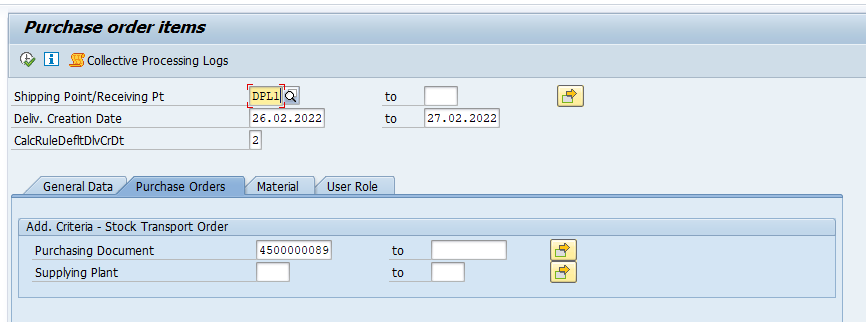 Purchase order items
Collective Processing Logs
Shipping Point/Receiving Pt DPL1 to
Deliv. Creation Date 26.02.2022 to 27.02.2022
CalcRuleDefltDlvCrDt 2
General Data Purchase Orders Material User Role
Add. Criteria - Stock Transport Order
Purchasing Document 4500000089 to
Supplying Plant to